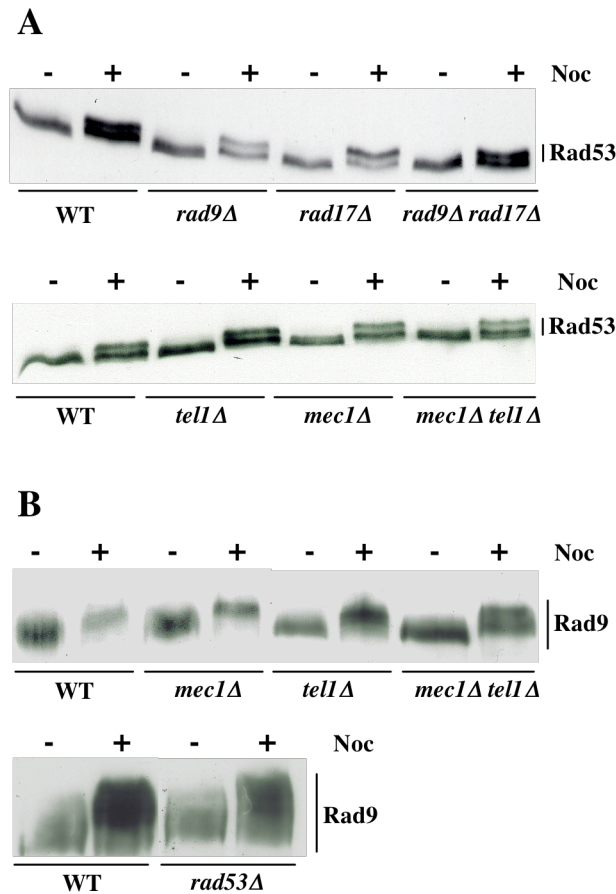 A
- + - + - + - + Noc
Rad53
WT rad9Δ rad17Δ rad9Δ rad17Δ
- + - + - + - + Noc
Rad53
WT tel1Δ mec1Δ mec1Δ tel1Δ
B
- + - + - + - + Noc
Rad9
WT mec1Δ tel1Δ mec1Δ tel1Δ
- + - + Noc
Rad9
WT rad53Δ